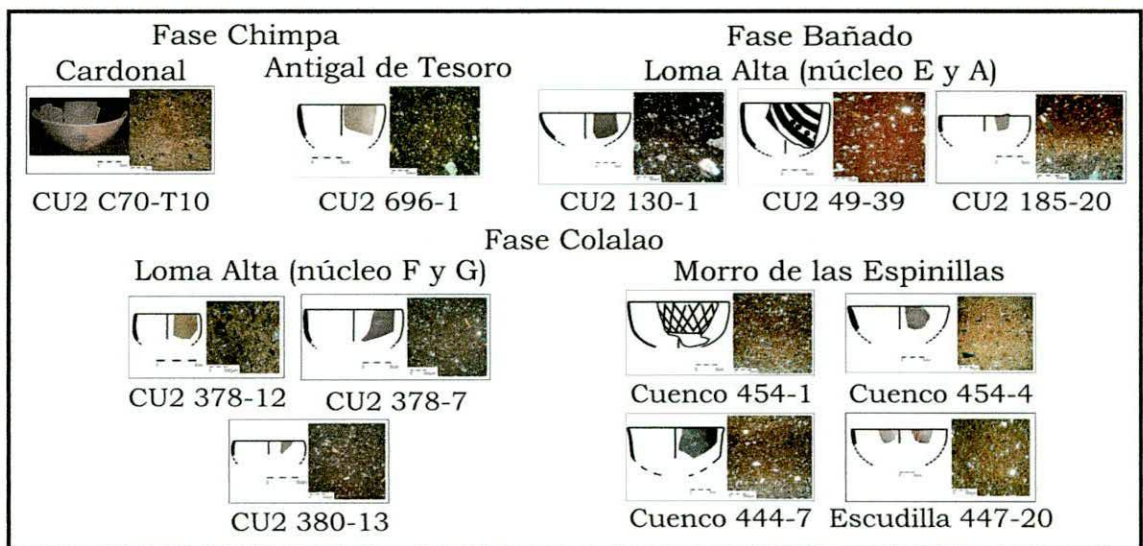 Fase Chimpa
Cardonal
Antigal de Tesoro
CU2 C70-T10
CU2 696-1
Fase Bañado
Loma Alta (núcleo E y A)
CU2 130-1
CU2 49-39
CU2 185-20
Fase Colalao
Loma Alta (núcleo F y G)
CU2 378-12
CU2 378-7
CU2 380-13
Morro de las Espinillas
Cuenco 454-1
Cuenco 454-4
Cuenco 444-7
Escudilla 447-20